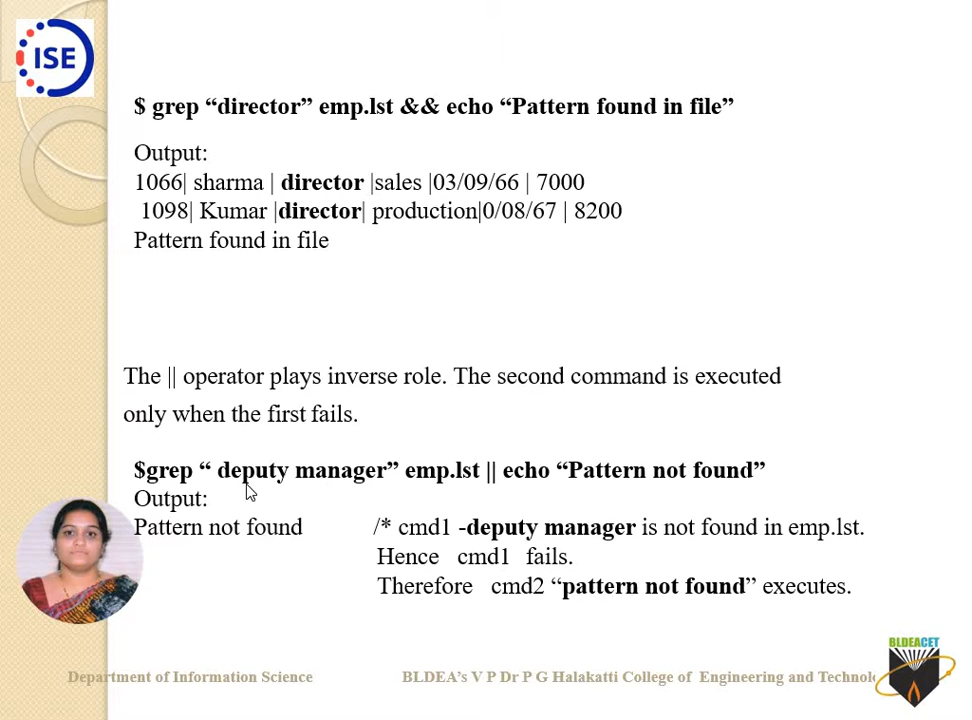 ISE
$ grep “director” emp.lst && echo “Pattern found in file”
Output:
1066| sharma | director |sales |03/09/66 | 7000
1098| Kumar |director| production|0/08/67 | 8200
Pattern found in file
The || operator plays inverse role. The second command is executed
only when the first fails.
$grep “ deputy manager” emp.lst || echo “Pattern not found”
Output:
Pattern not found /* cmd1 -deputy manager is not found in emp.lst.
Hence cmd1 fails.
Therefore cmd2 “pattern not found” executes.
BLDEACET
Department of Information Science BLDEA’s V P Dr P G Halakatti College of Engineering and Technolo